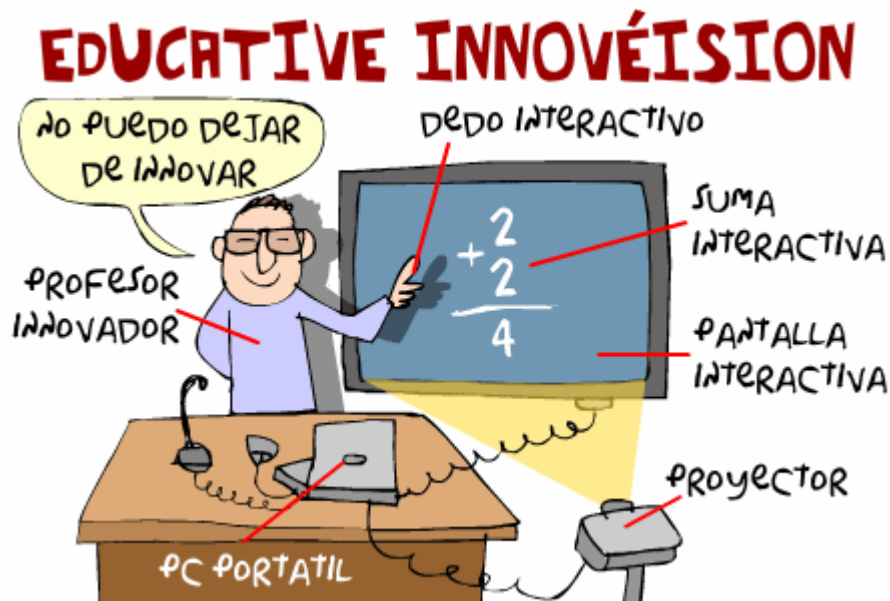 EDUCATIVE INNOVÉISION
NO PUEDO DEJAR
DE INNOVAR
DEDO INTERACTIVO
SUMA
INTERACTIVA
PROFESOR
INNOVADOR
2
+ 2
4
PANTALLA
INTERACTIVA
PROYECTOR
PC PORTATIL